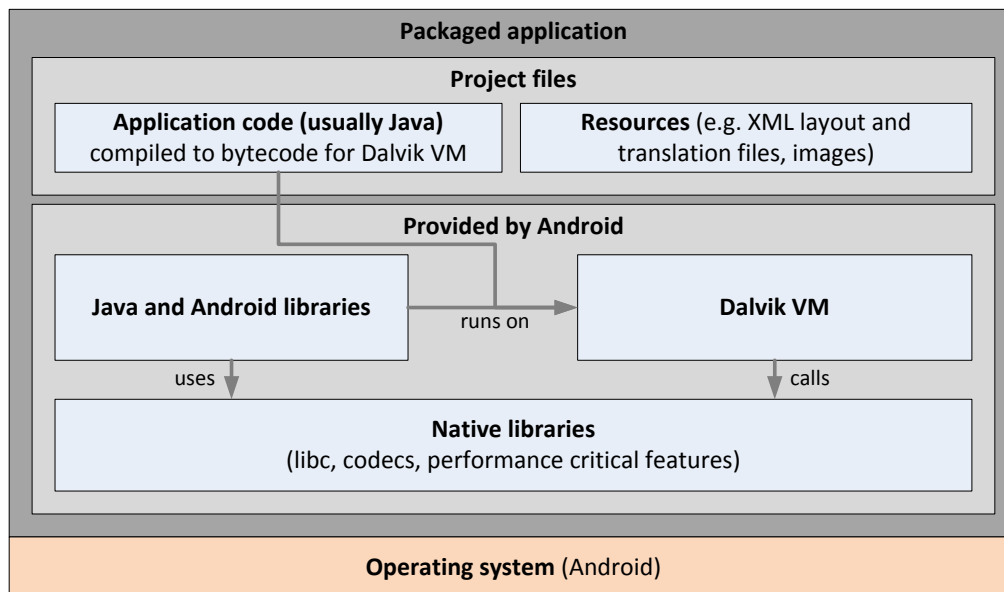 Packaged application
Project files
Application code (usually Java)
compiled to bytecode for Dalvik VM
Resources (e.g. XML layout and
translation files, images)
Provided by Android
Java and Android libraries
runs on
Dalvik VM
uses
calls
Native libraries
(libc, codecs, performance critical features)
Operating system (Android)